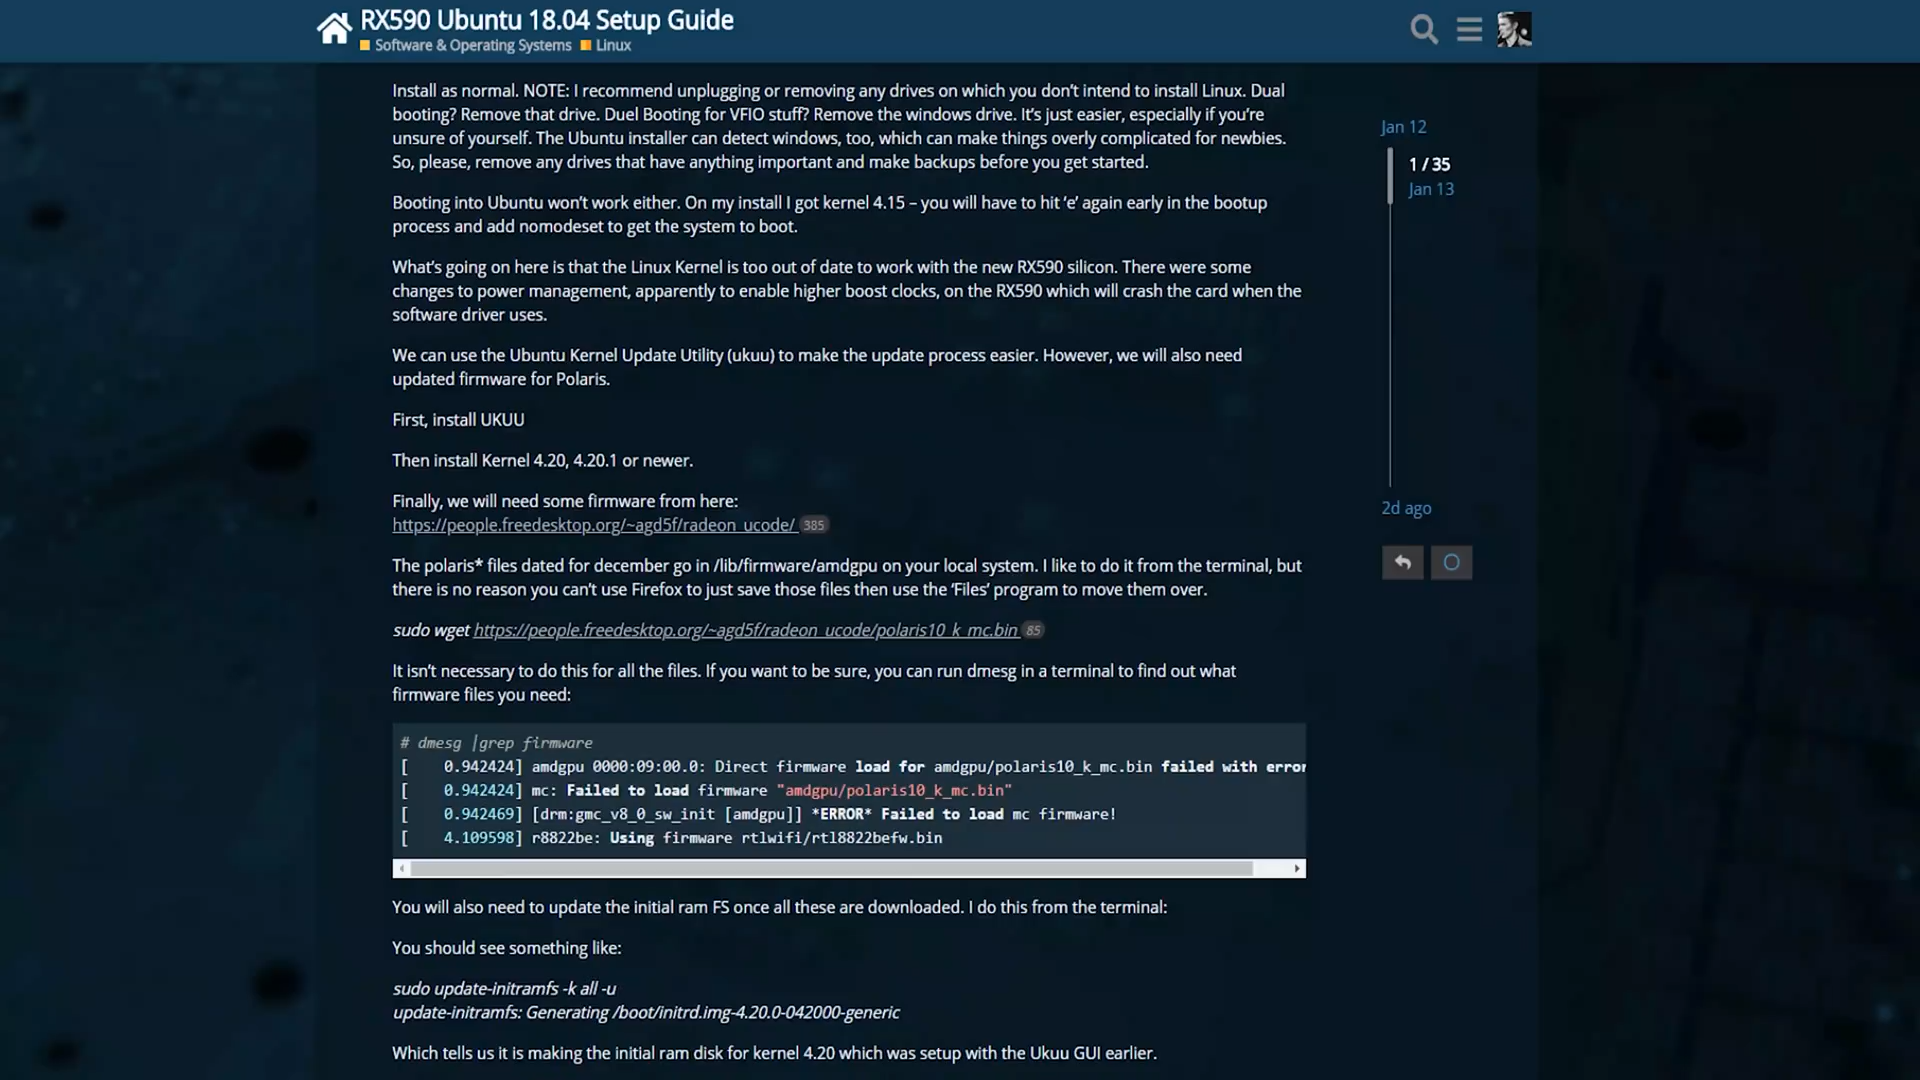 RX590 Ubuntu 18.04 Setup Guide
Software & Operating Systems Linux
Install as normal. NOTE: I recommend unplugging or removing any drives on which you don't intend to install Linux. Dual
booting? Remove that drive. Duel Booting for VFIO stuff? Remove the windows drive. It's just easier, especially if you're
unsure of yourself. The Ubuntu installer can detect windows, too, which can make things overly complicated for newbies.
So, please, remove any drives that have anything important and make backups before you get started.
Booting into Ubuntu won't work either. On my install I got kernel 4.15 – you will have to hit 'e' again early in the bootup
process and add nomodeset to get the system to boot.
What's going on here is that the Linux Kernel is too out of date to work with the new RX590 silicon. There were some
changes to power management, apparently to enable higher boost clocks, on the RX590 which will crash the card when the
software driver uses.
We can use the Ubuntu Kernel Update Utility (ukuu) to make the update process easier. However, we will also need
updated firmware for Polaris.
First, install UKUU
Then install Kernel 4.20, 4.20.1 or newer.
Finally, we will need some firmware from here:
https://people.freedesktop.org/~agd5f/radeon_ucode/ 385
The polaris* files dated for december go in /lib/firmware/amdgpu on your local system. I like to do it from the terminal, but
there is no reason you can't use Firefox to just save those files then use the 'Files' program to move them over.
sudo wget https://people.freedesktop.org/~agd5f/radeon_ucode/polaris10_k_mc.bin 85
It isn't necessary to do this for all the files. If you want to be sure, you can run dmesg in a terminal to find out what
firmware files you need:
# dmesg |grep firmware
[    0.942424] amdgpu 0000:09:00.0: Direct firmware load for amdgpu/polaris10_k_mc.bin failed with error
[    0.942424] mc: Failed to load firmware "amdgpu/polaris10_k_mc.bin"
[    0.942469] [drm:gmc_v8_0_sw_init [amdgpu]] *ERROR* Failed to load mc firmware!
[    4.109598] r8822be: Using firmware rtlwifi/rtl8822befw.bin
You will also need to update the initial ram FS once all these are downloaded. I do this from the terminal:
You should see something like:
sudo update-initramfs -k all -u
update-initramfs: Generating /boot/initrd.img-4.20.0-042000-generic
Which tells us it is making the initial ram disk for kernel 4.20 which was setup with the Ukuu GUI earlier.
Jan 12
1 / 35
Jan 13
2d ago